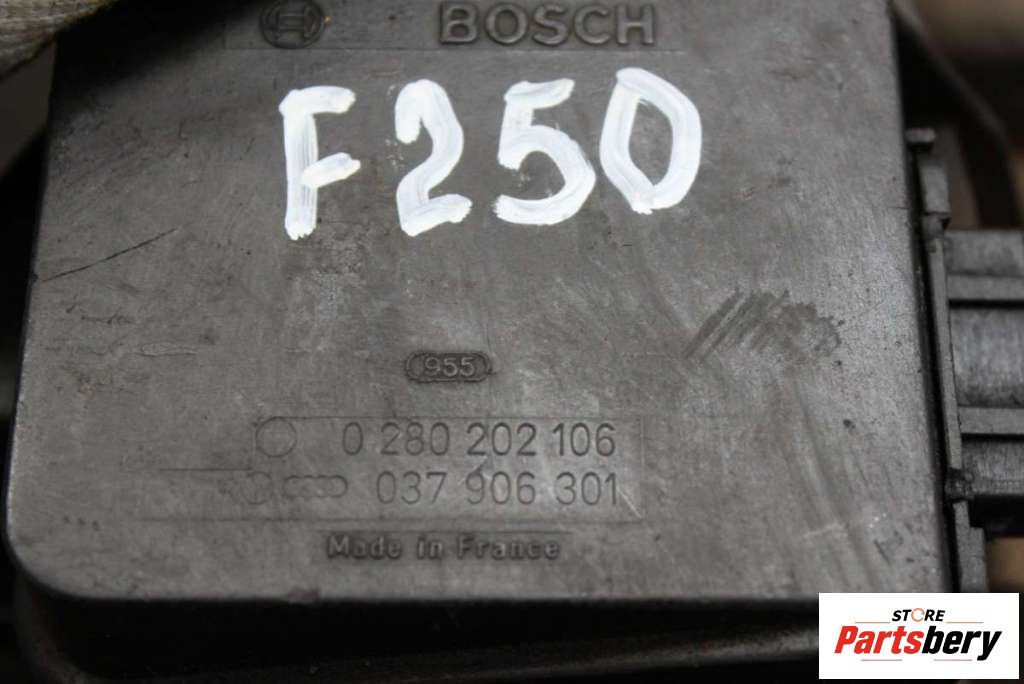 BOSCH
F250
955
0 280 202 106
037 906 301
Made in France
STORE
Partsbery